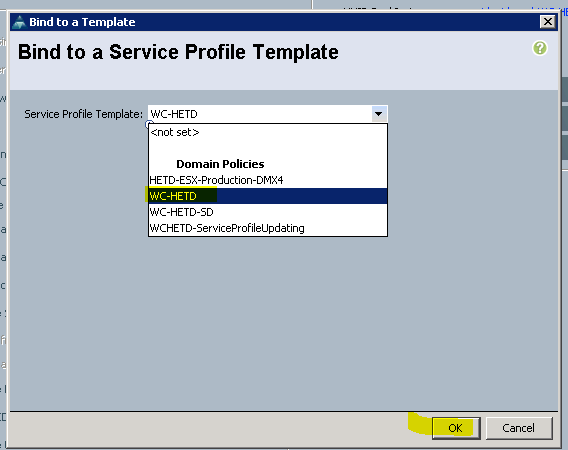 Bind to a Template
Bind to a Service Profile Template
?
Service Profile Template: WC-HETD
<not set>
Domain Policies
HETD-ESX-Production-DMX4
WC-HETD
WC-HETD-SD
WCHETD-ServiceProfileUpdating
OK Cancel